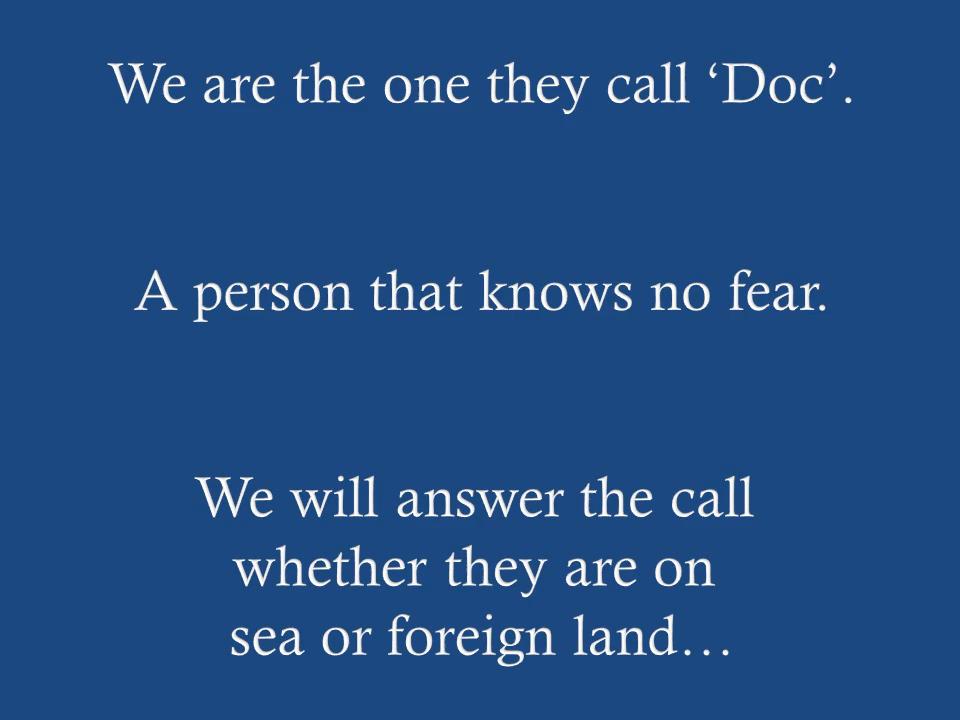 We are the one they call ‘Doc’.
A person that knows no fear.
We will answer the call
whether they are on
sea or foreign land…